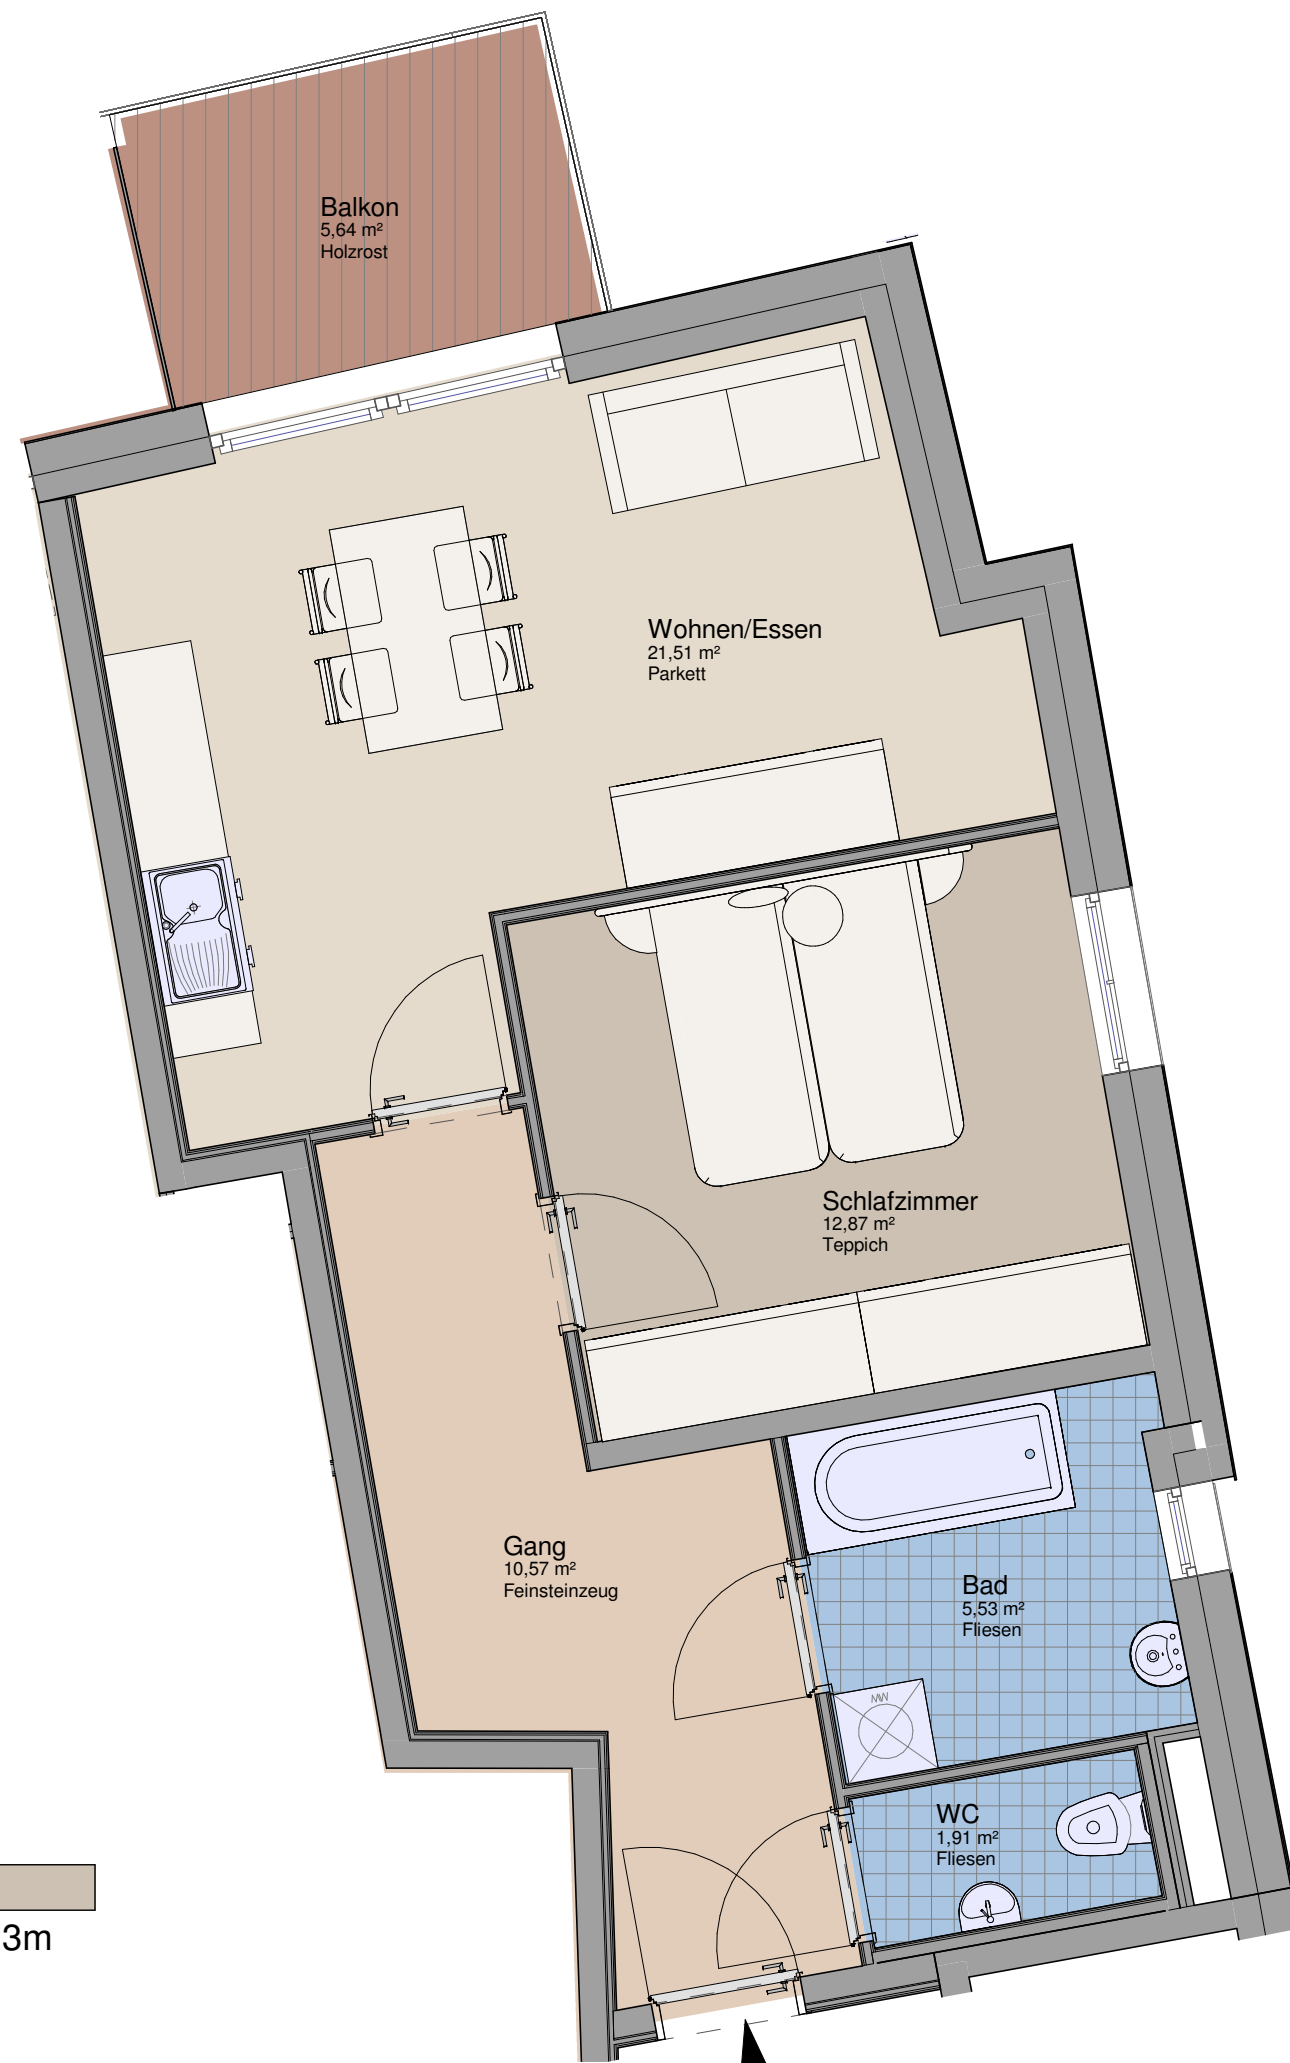 Balkon
5,64 m²
Holzrost
Wohnen/Essen
21,51 m²
Parkett
Schlafzimmer
12,87 m²
Teppich
Gang
10,57 m²
Feinsteinzeug
Bad
5,53 m²
Fliesen
WM
WC
1,91 m²
Fliesen
3m